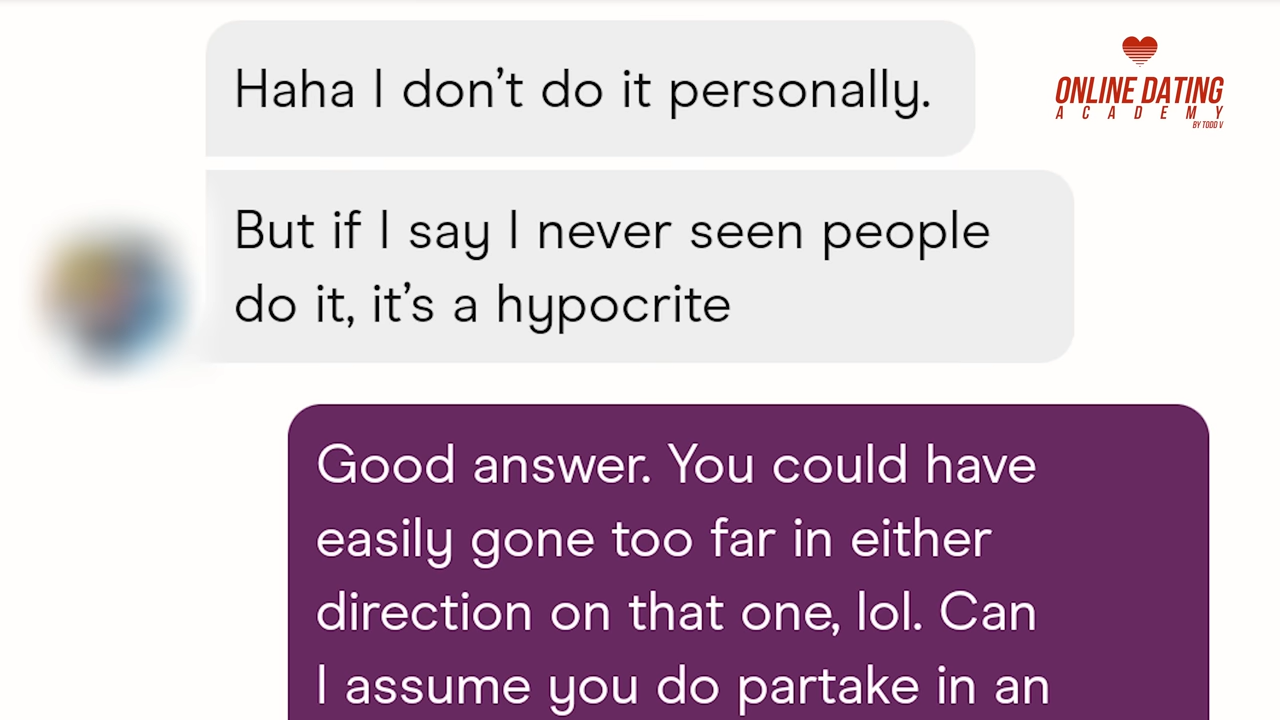 Haha I don’t do it personally.
ONLINE DATING
ACADEMY
BY TODD V
But if I say I never seen people
do it, it’s a hypocrite
Good answer. You could have
easily gone too far in either
direction on that one, lol. Can
I assume you do partake in an